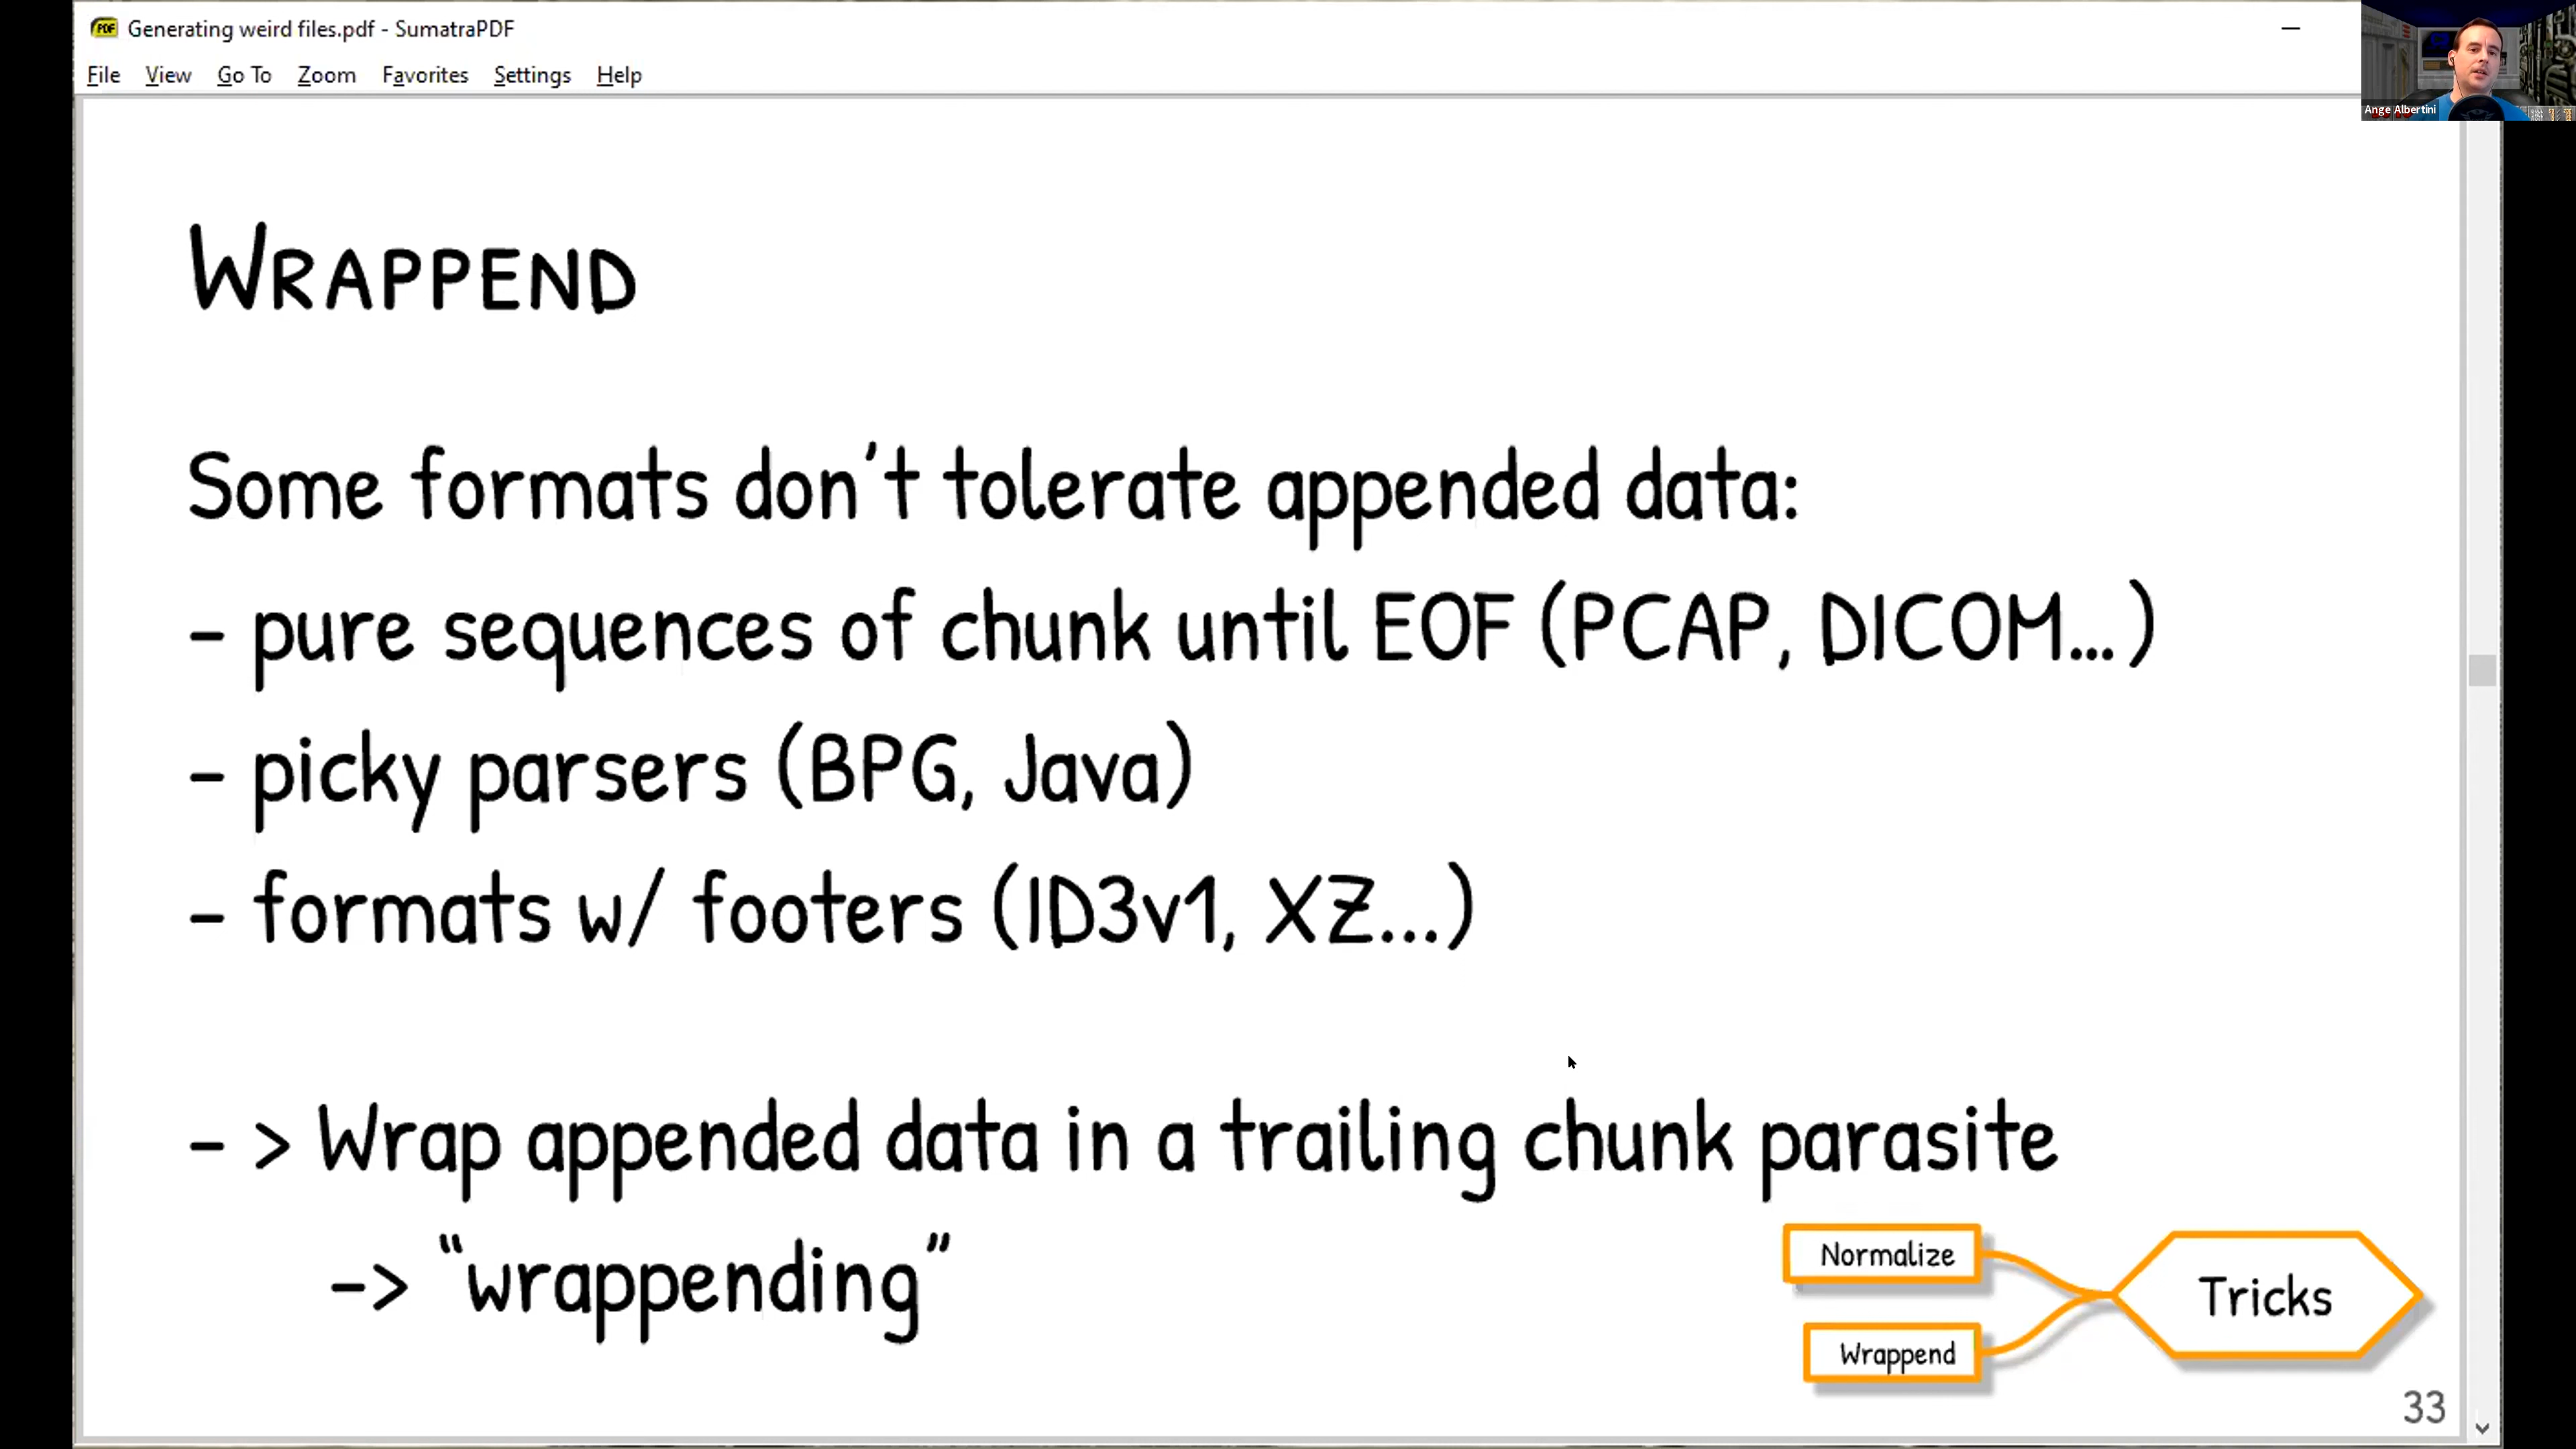 Generating weird files.pdf - SumatraPDF
File View Go To Zoom Favorites Settings Help
Ange Albertini
WRAPPEND
Some formats don't tolerate appended data:
- pure sequences of chunk until EOF (PCAP, DICOM...)
- picky parsers (BPG, Java)
- formats w/ footers (ID3v1, XZ...)
- > Wrap appended data in a trailing chunk parasite
-> "wrappending"
Normalize
Wrappend
Tricks
33